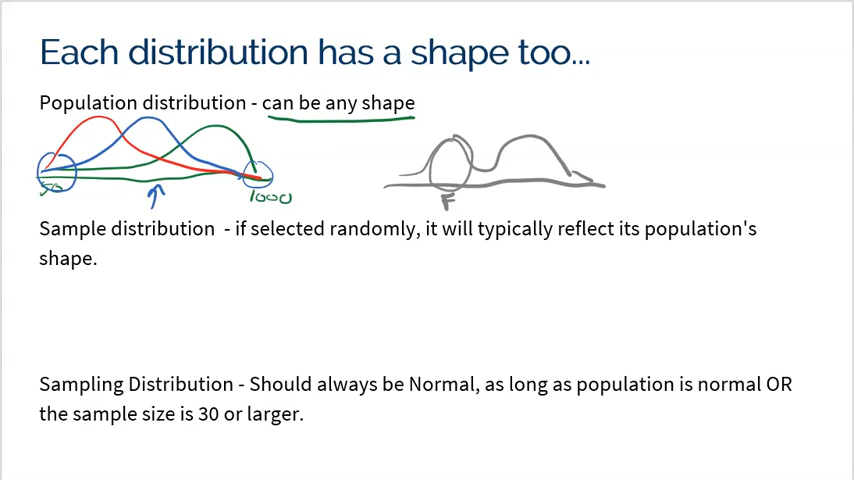 Each distribution has a shape too...
Population distribution - can be any shape
50
1000
F
Sample distribution - if selected randomly, it will typically reflect its population's
shape.
Sampling Distribution - Should always be Normal, as long as population is normal OR
the sample size is 30 or larger.